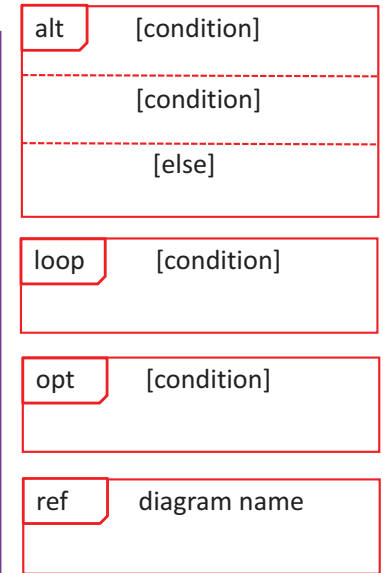 alt [condition]
[condition]
[else]
loop [condition]
opt [condition]
ref diagram name